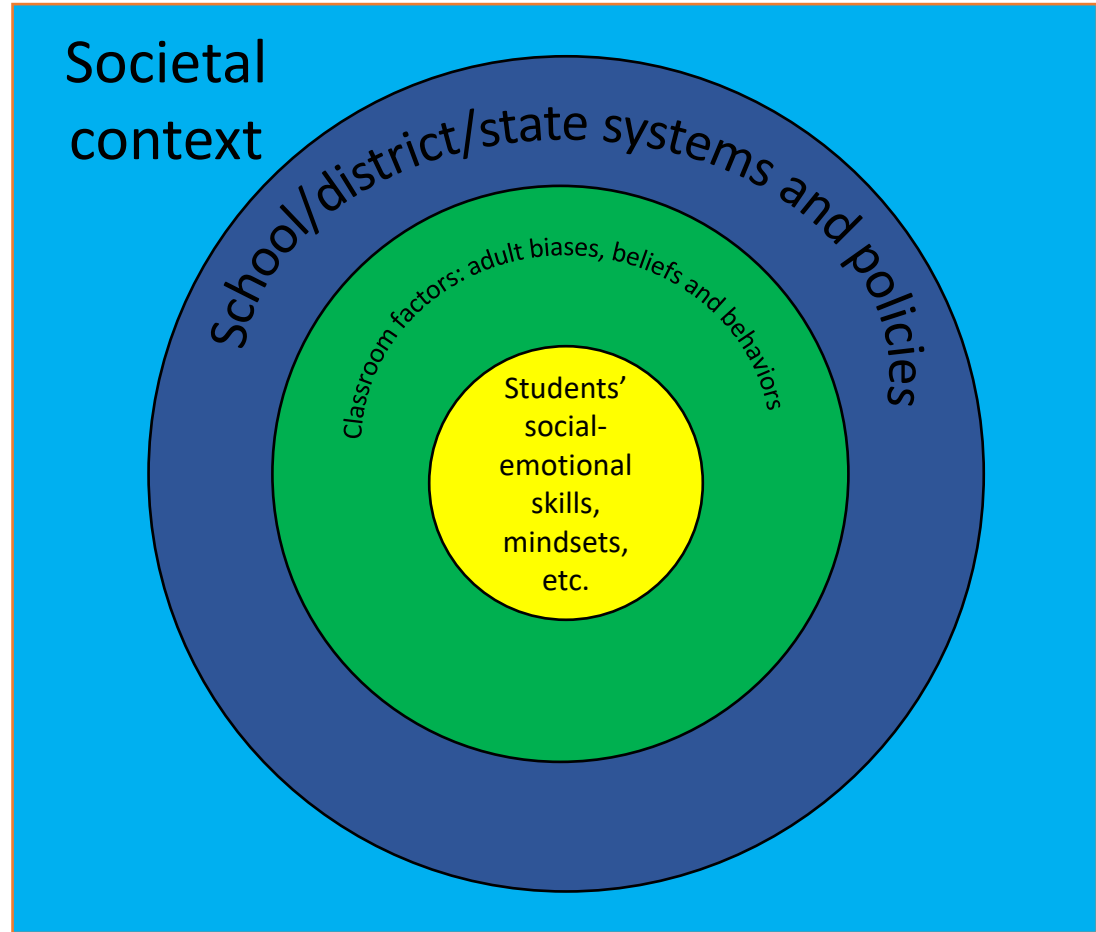 Societal
context
School/district/state systems and policies
Classroom factors: adult biases, beliefs and behaviors
Students’
social-
emotional
skills,
mindsets,
etc.